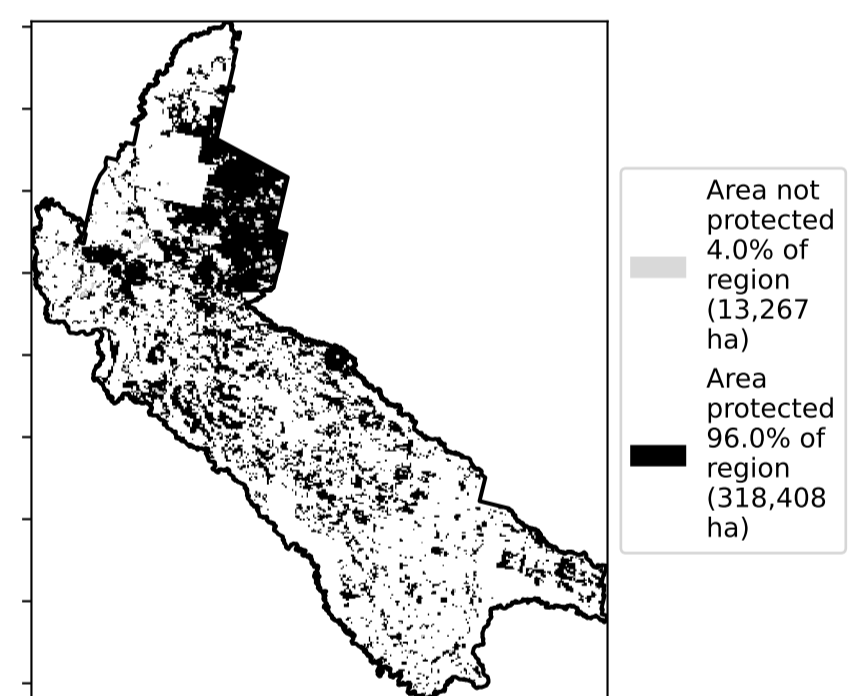 Area not
protected
4.0% of
region
(13,267
ha)
Area
protected
96.0% of
region
(318,408
ha)